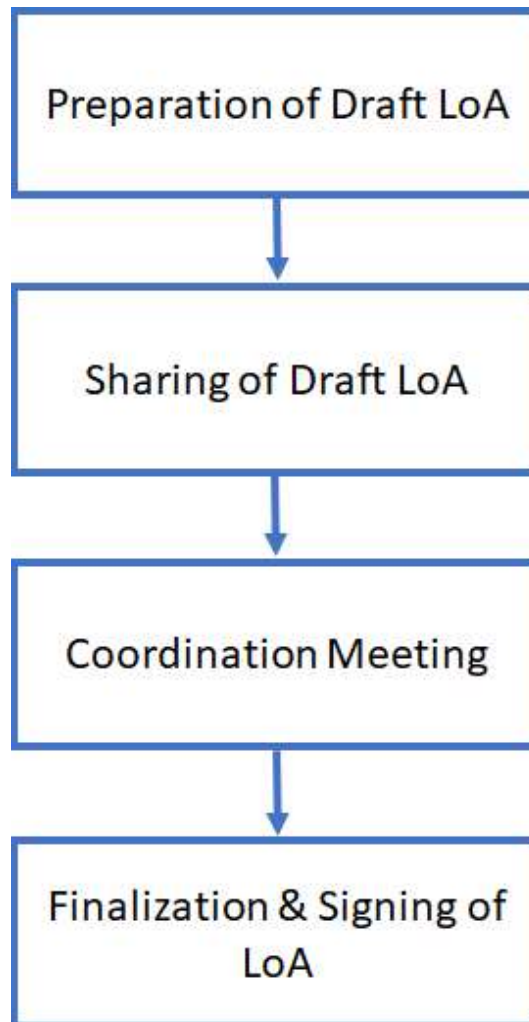 Preparation of Draft LoA
Sharing of Draft LoA
Coordination Meeting
Finalization & Signing of
LoA